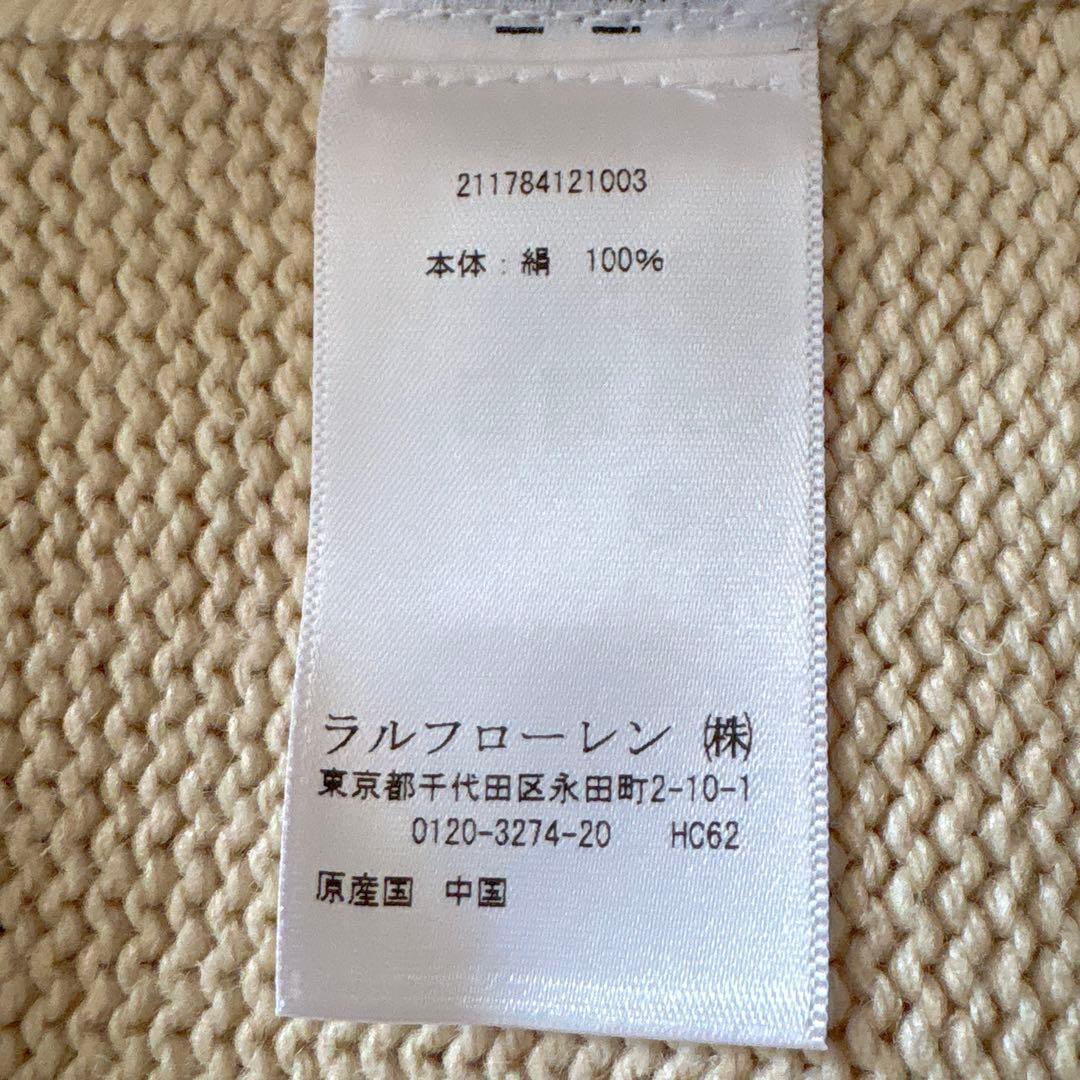 211784121003
本体：絹　100%
ラルフローレン ㈱
東京都千代田区永田町2-10-1
0120-3274-20　HC62
原産国　中国